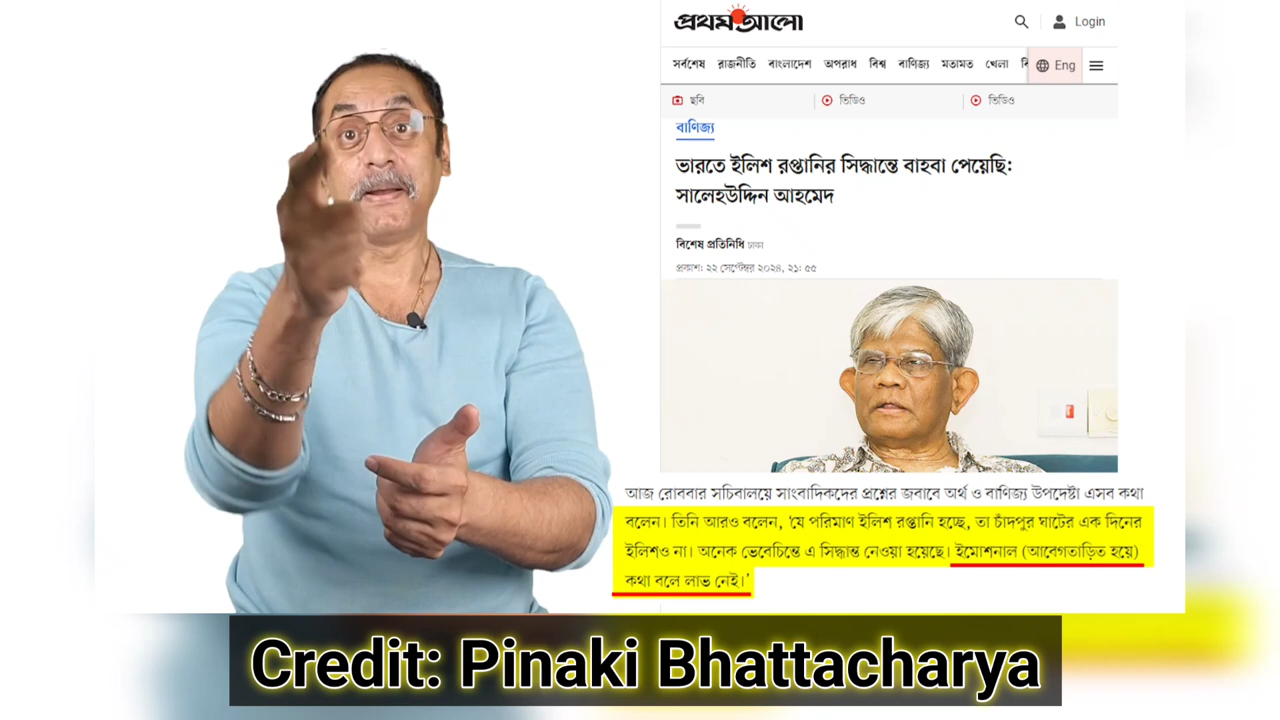 প্রথম আলো
Login
সর্বশেষ রাজনীতি বাংলাদেশ অপরাধ বিশ্ব বাণিজ্য মতামত খেলা
Eng
ছবি
ভিডিও
ভিডিও
বাণিজ্য
ভারতে ইলিশ রপ্তানির সিদ্ধান্তে বাহবা পেয়েছি:
সালেহউদ্দিন আহমেদ
বিশেষ প্রতিনিধি ঢাকা
প্রকাশ: ২২ সেপ্টেম্বর ২০২৪, ২১: ৫৫
আজ রোববার সচিবালয়ে সাংবাদিকদের প্রশ্নের জবাবে অর্থ ও বাণিজ্য উপদেষ্টা এসব কথা
বলেন। তিনি আরও বলেন, ‘যে পরিমাণ ইলিশ রপ্তানি হচ্ছে, তা চাঁদপুর ঘাটের এক দিনের
ইলিশও না। অনেক ভেবেচিন্তে এ সিদ্ধান্ত নেওয়া হয়েছে। ইমোশনাল (আবেগতাড়িত হয়ে)
কথা বলে লাভ নেই।’
Credit: Pinaki Bhattacharya